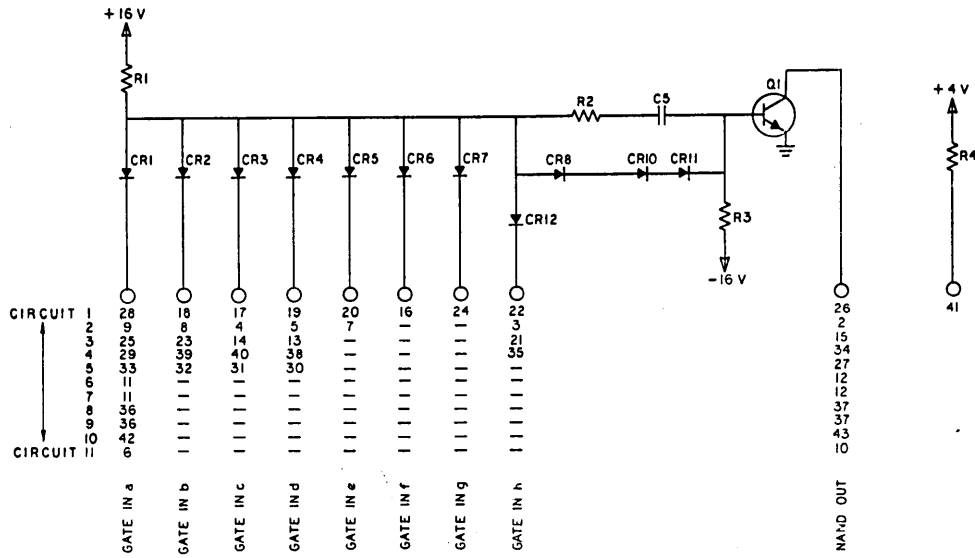 +16 V
R1
R2
C5
Q1
+4 V
R4
CR1
CR2
CR3
CR4
CR5
CR6
CR7
CR8
CR10
CR11
CR12
R3
-16 V
CIRCUIT 1 28 18 17 19 20 16 24 22 26 41
2 9 8 4 5 7 – – 3 2
3 25 23 14 13 – – – 21 15
4 29 39 40 38 – – – 35 34
5 33 32 31 30 – – – – 27
6 11 – – – – – – – 12
7 11 – – – – – – – 12
8 36 – – – – – – – 37
9 36 – – – – – – – 37
10 42 – – – – – – – 43
CIRCUIT 11 6 – – – – – – – 10
GATE IN a
GATE IN b
GATE IN c
GATE IN d
GATE IN e
GATE IN f
GATE IN g
GATE IN h
NAND OUT